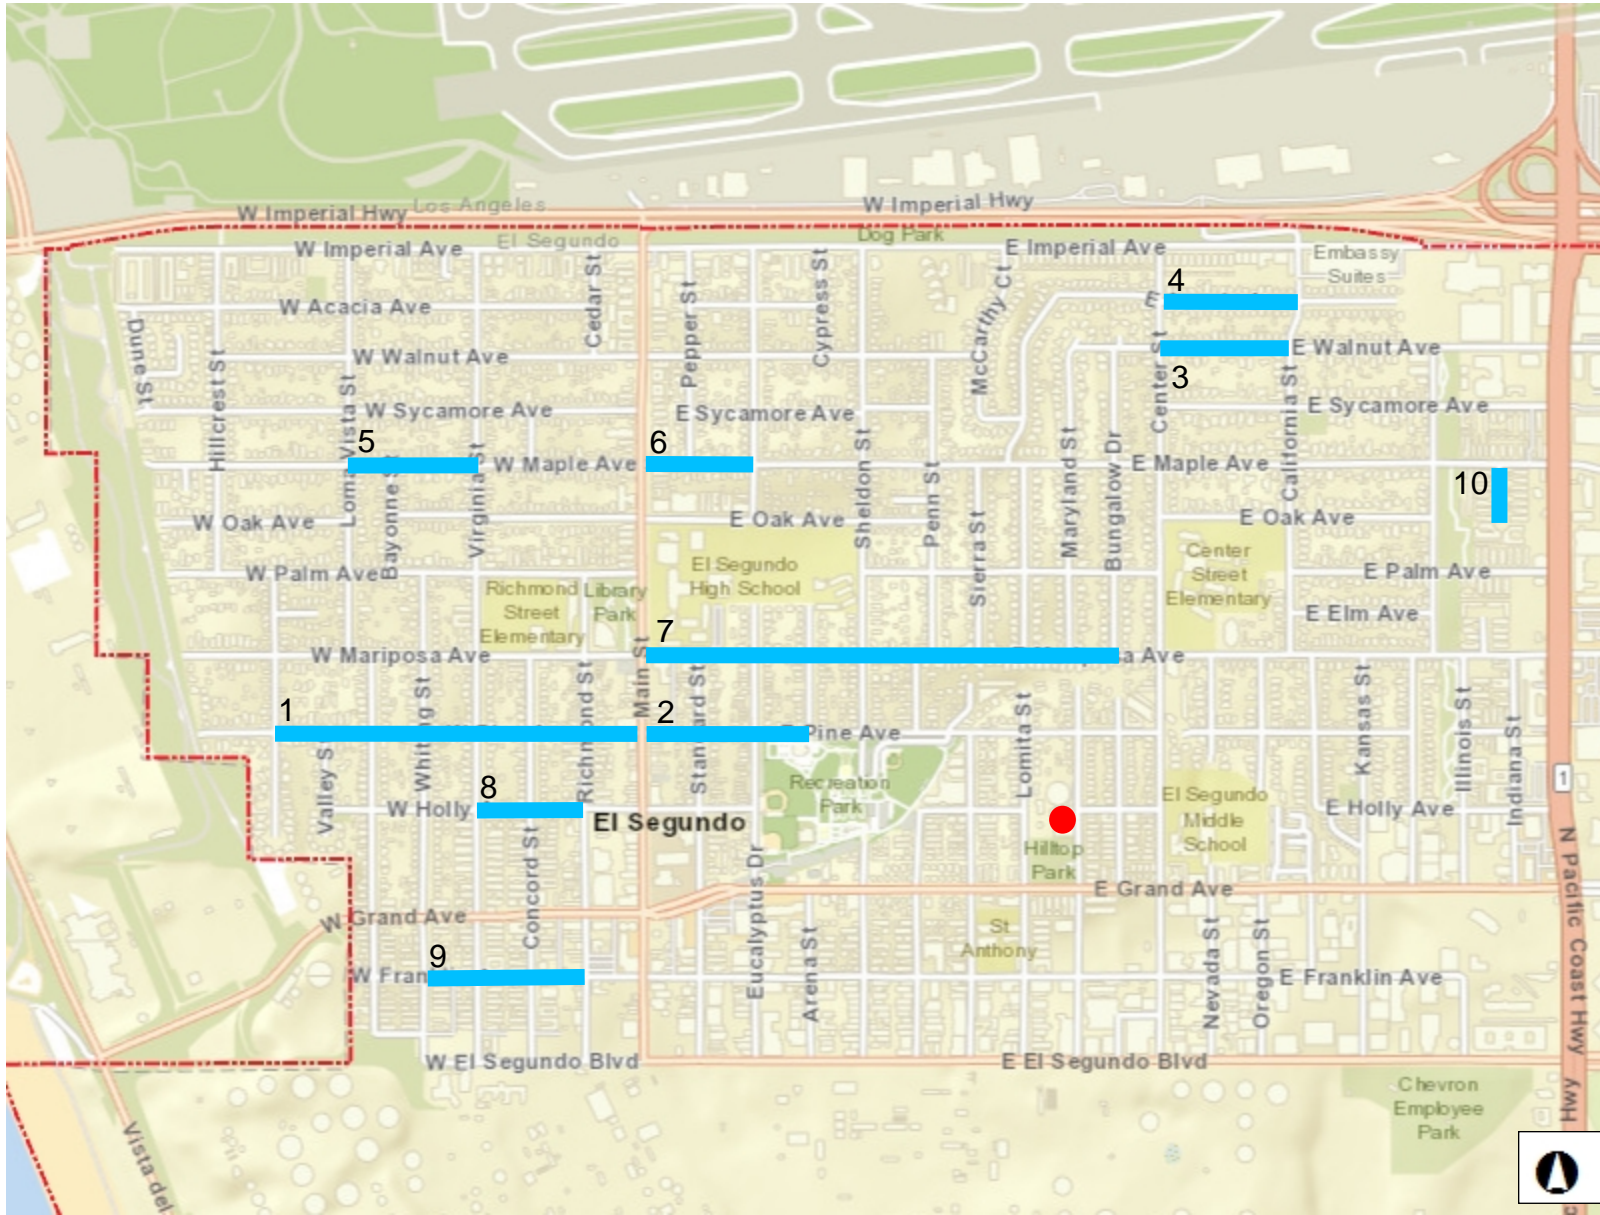 W Imperial Hwy
Los Angeles
W Imperial Hwy
W Imperial Ave
El Segundo
Dog Park
E Imperial Ave
Embassy
Suites
4
E
W Acacia Ave
Cedar St
Pepper St
Cypress St
McCarthy Ct
Dune St
Hillcrest St
W Walnut Ave
Center St
3
E Walnut Ave
Loma Vista St
W Sycamore Ave
E Sycamore Ave
California St
E Sycamore Ave
5
Bayonne St
Virginia St
W Maple Ave
6
Sheldon St
Penn St
Sierra St
Maryland St
Bungalow Dr
E Maple Ave
10
W Oak Ave
E Oak Ave
E Oak Ave
W Palm Ave
Richmond
Street
Elementary
Library
Park
El Segundo
High School
Center
Street
Elementary
E Palm Ave
E Elm Ave
W Mariposa Ave
Main St
7
a Ave
1
2
Pine Ave
Valley St
Whiting St
Richmond St
Standard St
Lomita St
Kansas St
Illinois St
Indiana St
1
W Holly
8
El Segundo
Recreation
Park
Hilltop
Park
El Segundo
Middle
School
E Holly Ave
Concord St
Eucalyptus Dr
E Grand Ave
W Grand Ave
N Pacific Coast Hwy
9
W Fran
Arena St
St
Anthony
Nevada St
Oregon St
E Franklin Ave
W El Segundo Blvd
E El Segundo Blvd
Chevron
Employee
Park
Hwy
Vista del